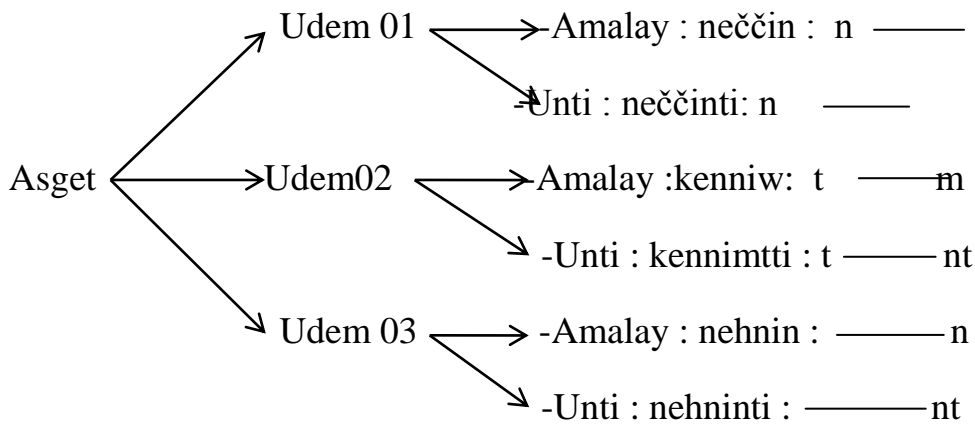 Udem 01 -Amalay : neččin : n ———
-Unti : neččinti: n ———
Asget Udem02 -Amalay :kenniw: t ——— m
-Unti : kennimtti : t ——— nt
Udem 03 -Amalay : nehnin : ——— n
-Unti : nehninti : ——— nt